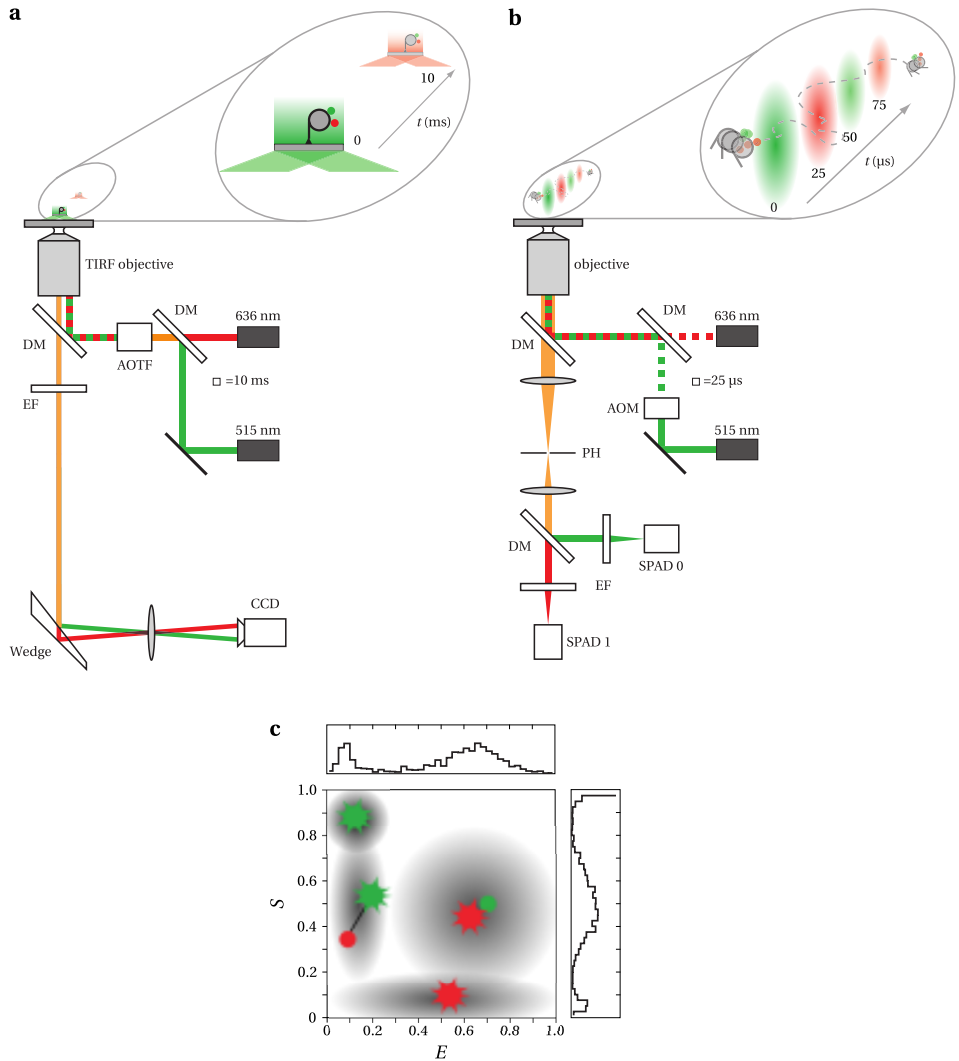 a
10
0
t (ms)
TIRF objective
DM
636 nm
DM
AOTF
=10 ms
EF
515 nm
CCD
Wedge
b
75
50
t (µs)
25
0
objective
DM
636 nm
DM
=25 µs
AOM
515 nm
PH
DM
EF
SPAD 0
SPAD 1
c
1.0
0.8
0.6
S
0.4
0.2
0
0 0.2 0.4 0.6 0.8 1.0
E